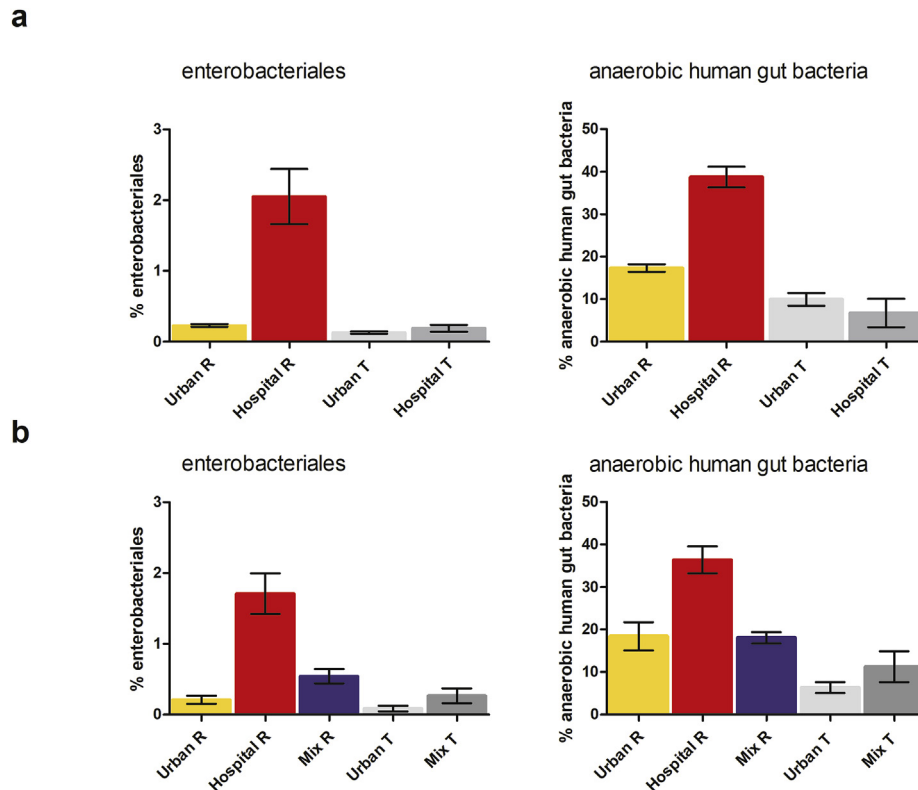 a
enterobacteriales
% enterobacteriales
3
2
1
0
Urban R
Hospital R
Urban T
Hospital T
anaerobic human gut bacteria
% anaerobic human gut bacteria
50
40
30
20
10
0
Urban R
Hospital R
Urban T
Hospital T
b
enterobacteriales
% enterobacteriales
3
2
1
0
Urban R
Hospital R
Mix R
Urban T
Mix T
anaerobic human gut bacteria
% anaerobic human gut bacteria
50
40
30
20
10
0
Urban R
Hospital R
Mix R
Urban T
Mix T